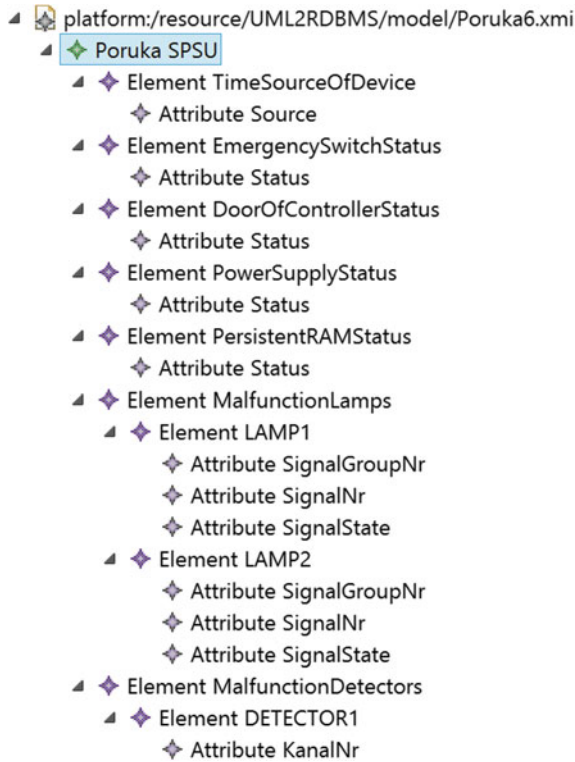 platform:/resource/UML2RDBMS/model/Poruka6.xmi
Poruka SPSU
Element TimeSourceOfDevice
Attribute Source
Element EmergencySwitchStatus
Attribute Status
Element DoorOfControllerStatus
Attribute Status
Element PowerSupplyStatus
Attribute Status
Element PersistentRAMStatus
Attribute Status
Element MalfunctionLamps
Element LAMP1
Attribute SignalGroupNr
Attribute SignalNr
Attribute SignalState
Element LAMP2
Attribute SignalGroupNr
Attribute SignalNr
Attribute SignalState
Element MalfunctionDetectors
Element DETECTOR1
Attribute KanalNr